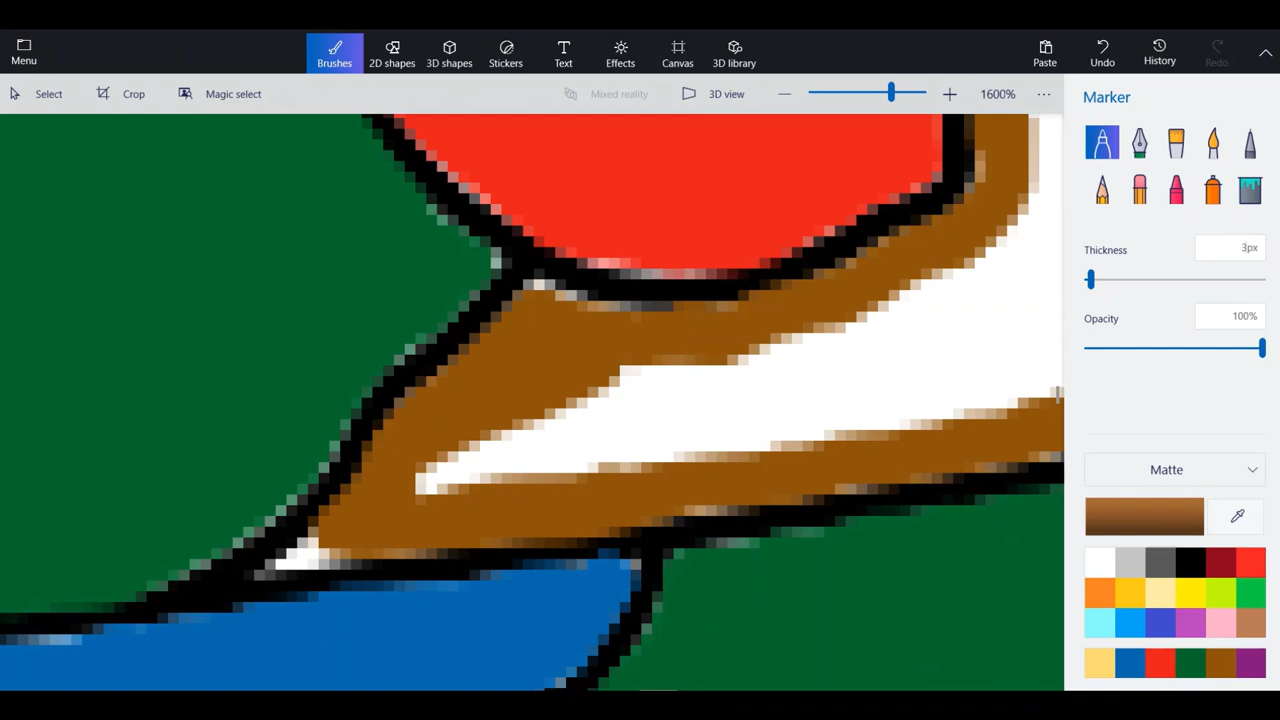 Menu
Brushes
2D shapes
3D shapes
Stickers
Text
Effects
Canvas
3D library
Paste
Undo
History
Redo
Select
Crop
Magic select
Mixed reality
3D view
1600%
Marker
Thickness
3px
Opacity
100%
Matte